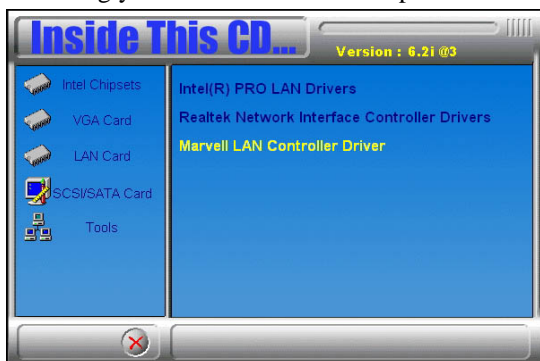 Inside This CD...
Version : 6.2i @3
Intel Chipsets
VGA Card
LAN Card
SCSI/SATA Card
Tools
Intel(R) PRO LAN Drivers
Realtek Network Interface Controller Drivers
Marvell LAN Controller Driver